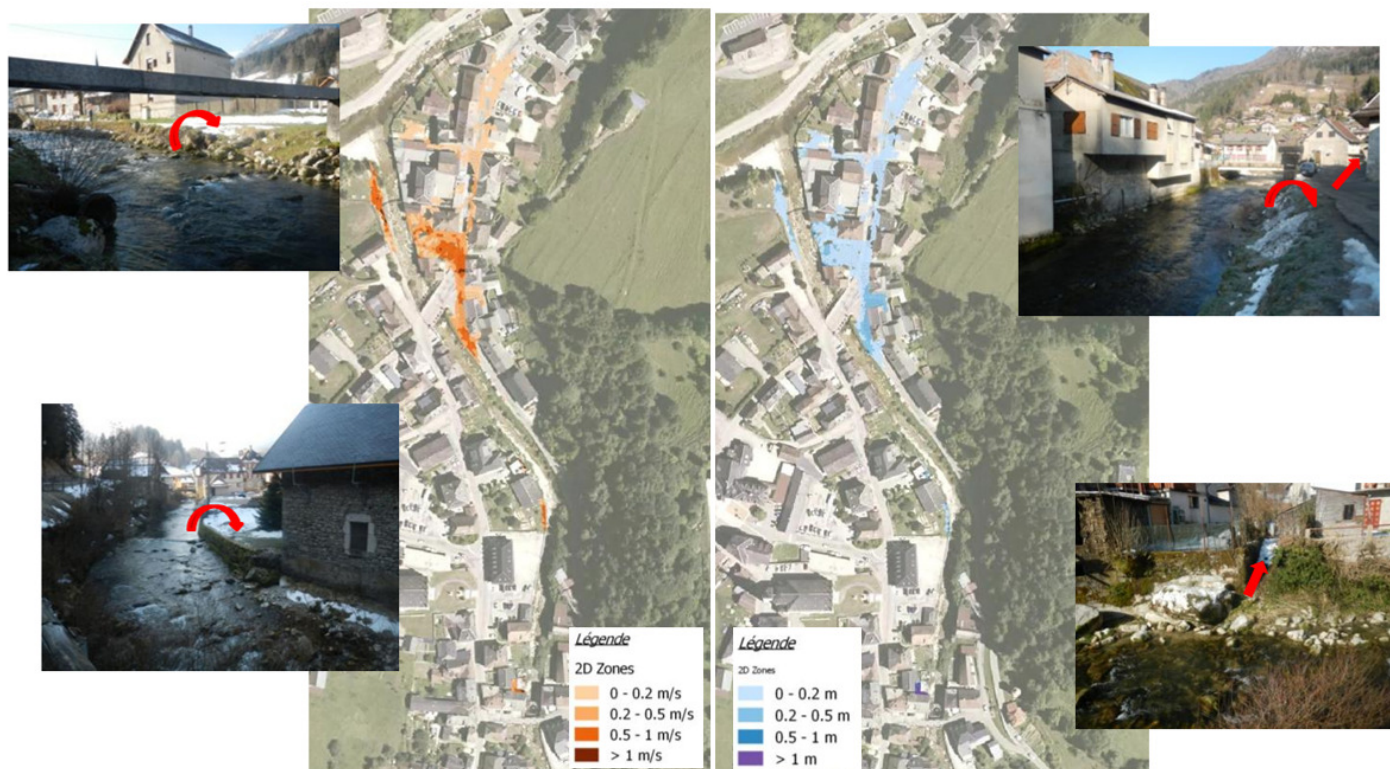 Légende
2D Zones
0 - 0.2 m/s
0.2 - 0.5 m/s
0.5 - 1 m/s
> 1 m/s
Légende
2D Zones
0 - 0.2 m
0.2 - 0.5 m
0.5 - 1 m
> 1 m